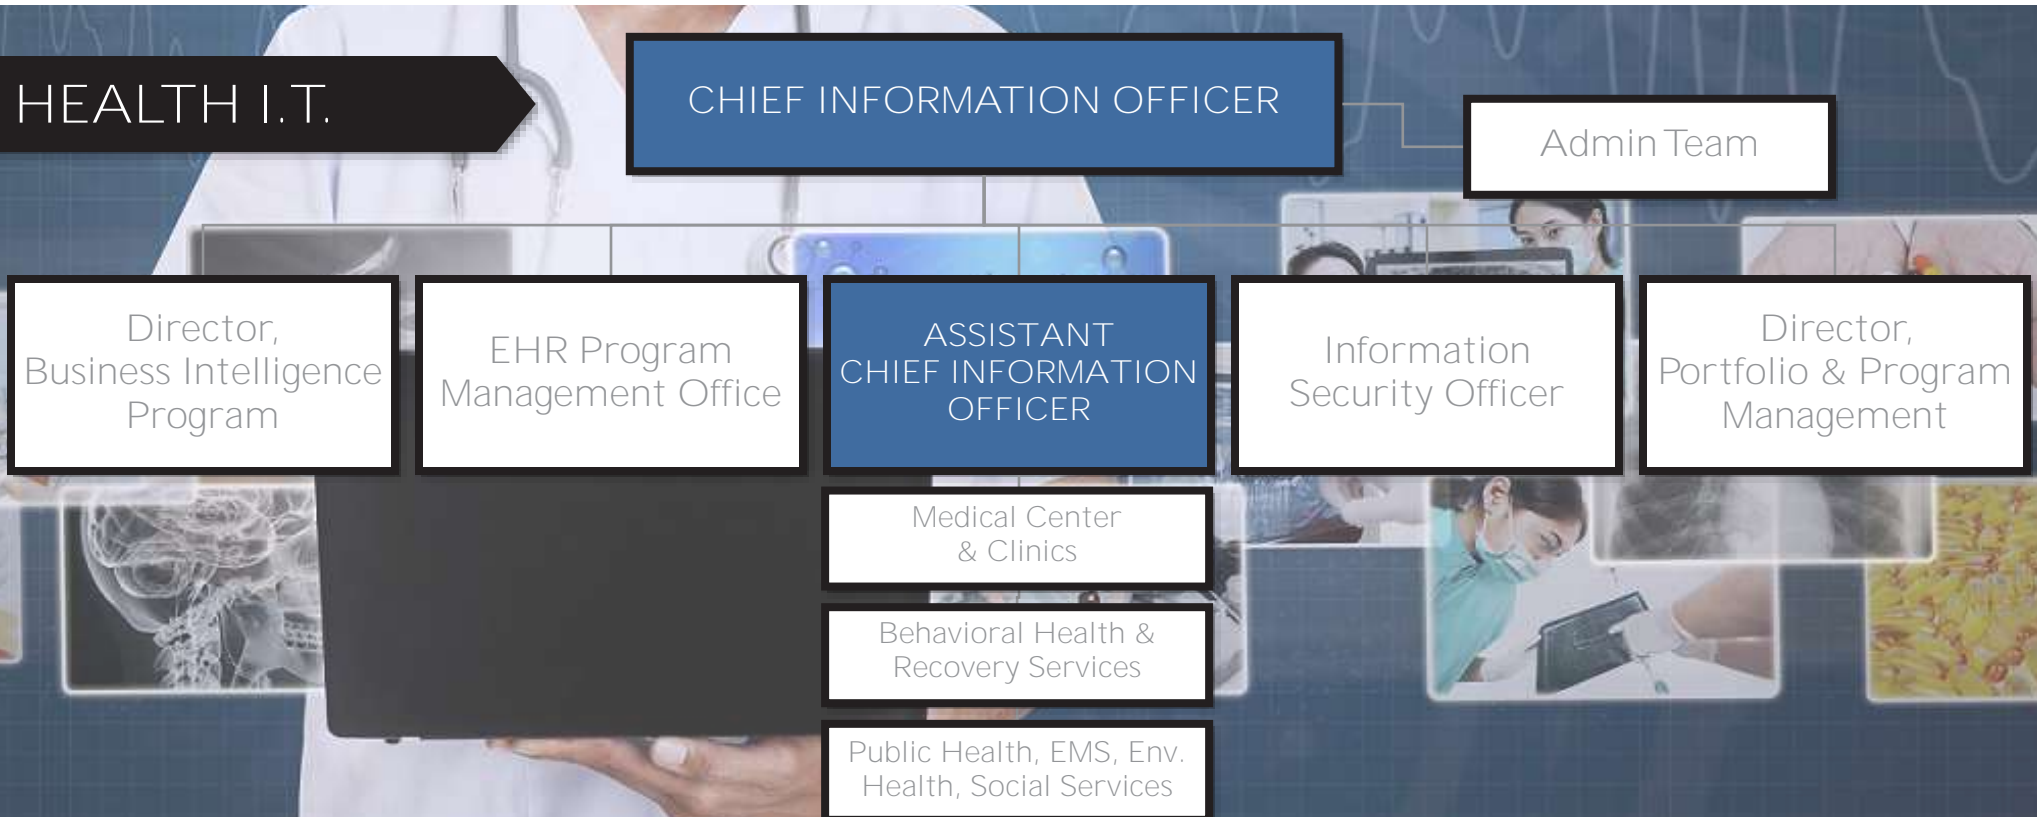 HEALTH I.T.
CHIEF INFORMATION OFFICER
Admin Team
Director,
Business Intelligence
Program
EHR Program
Management Office
ASSISTANT
CHIEF INFORMATION
OFFICER
Information
Security Officer
Director,
Portfolio & Program
Management
Medical Center
& Clinics
Behavioral Health &
Recovery Services
Public Health, EMS, Env.
Health, Social Services